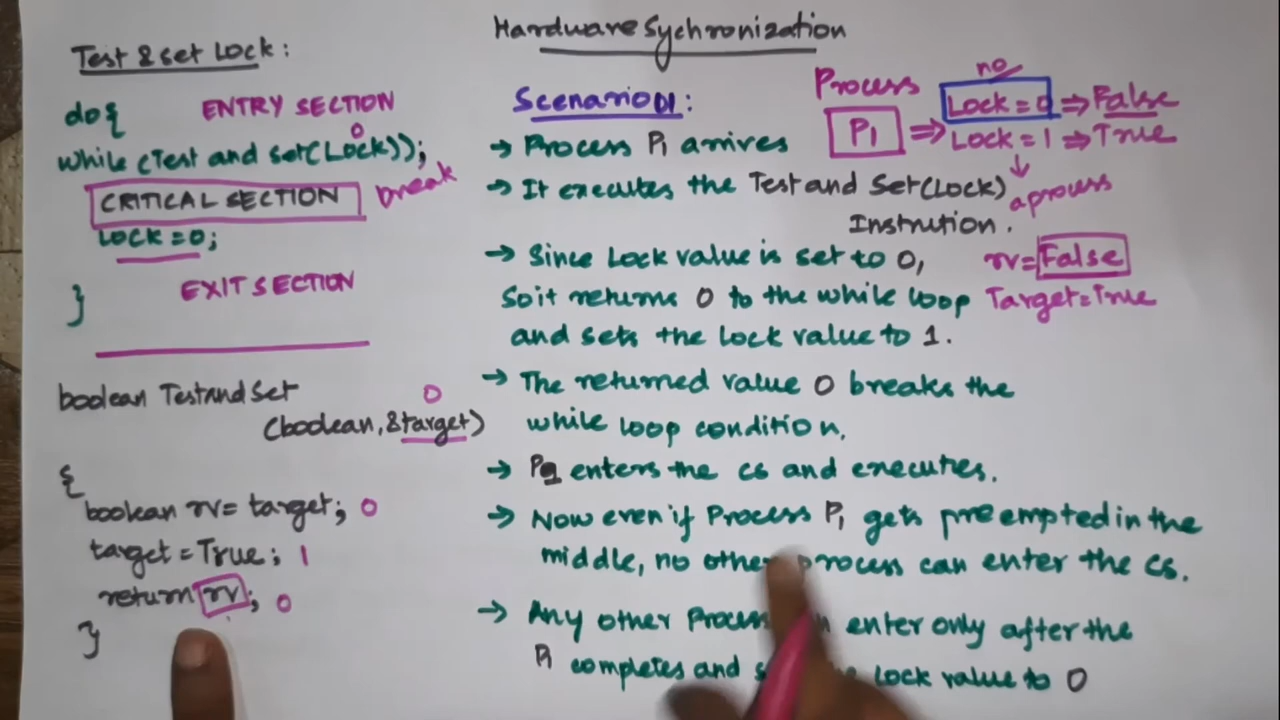 Hardware Sychronization
Test & set Lock :
do{ ENTRY SECTION
0
while (Test and set(Lock));
CRITICAL SECTION break
Lock = 0;
} EXIT SECTION
boolean TestandSet 0
(boolean, &target)
{
boolean rv= target; 0
target = True; 1
return rv; 0
}
Scenario 01 :
Process no
P1 ⇒ Lock = 0 ⇒ False
Lock = 1 ⇒ True
↓
a process
→ Process P1 arrives
→ It executes the Test and Set(Lock)
Instrution.
→ Since Lock value is set to 0, rv= False
So it returns 0 to the while loop Target=True
and sets the Lock value to 1.
→ The returned value 0 breaks the
while loop condition.
→ P1 enters the cs and executies.
→ Now even if Process P1 gets preempted in the
middle, no other process can enter the cs.
→ Any other Process enter only after the
P1 completes and Lock value to 0